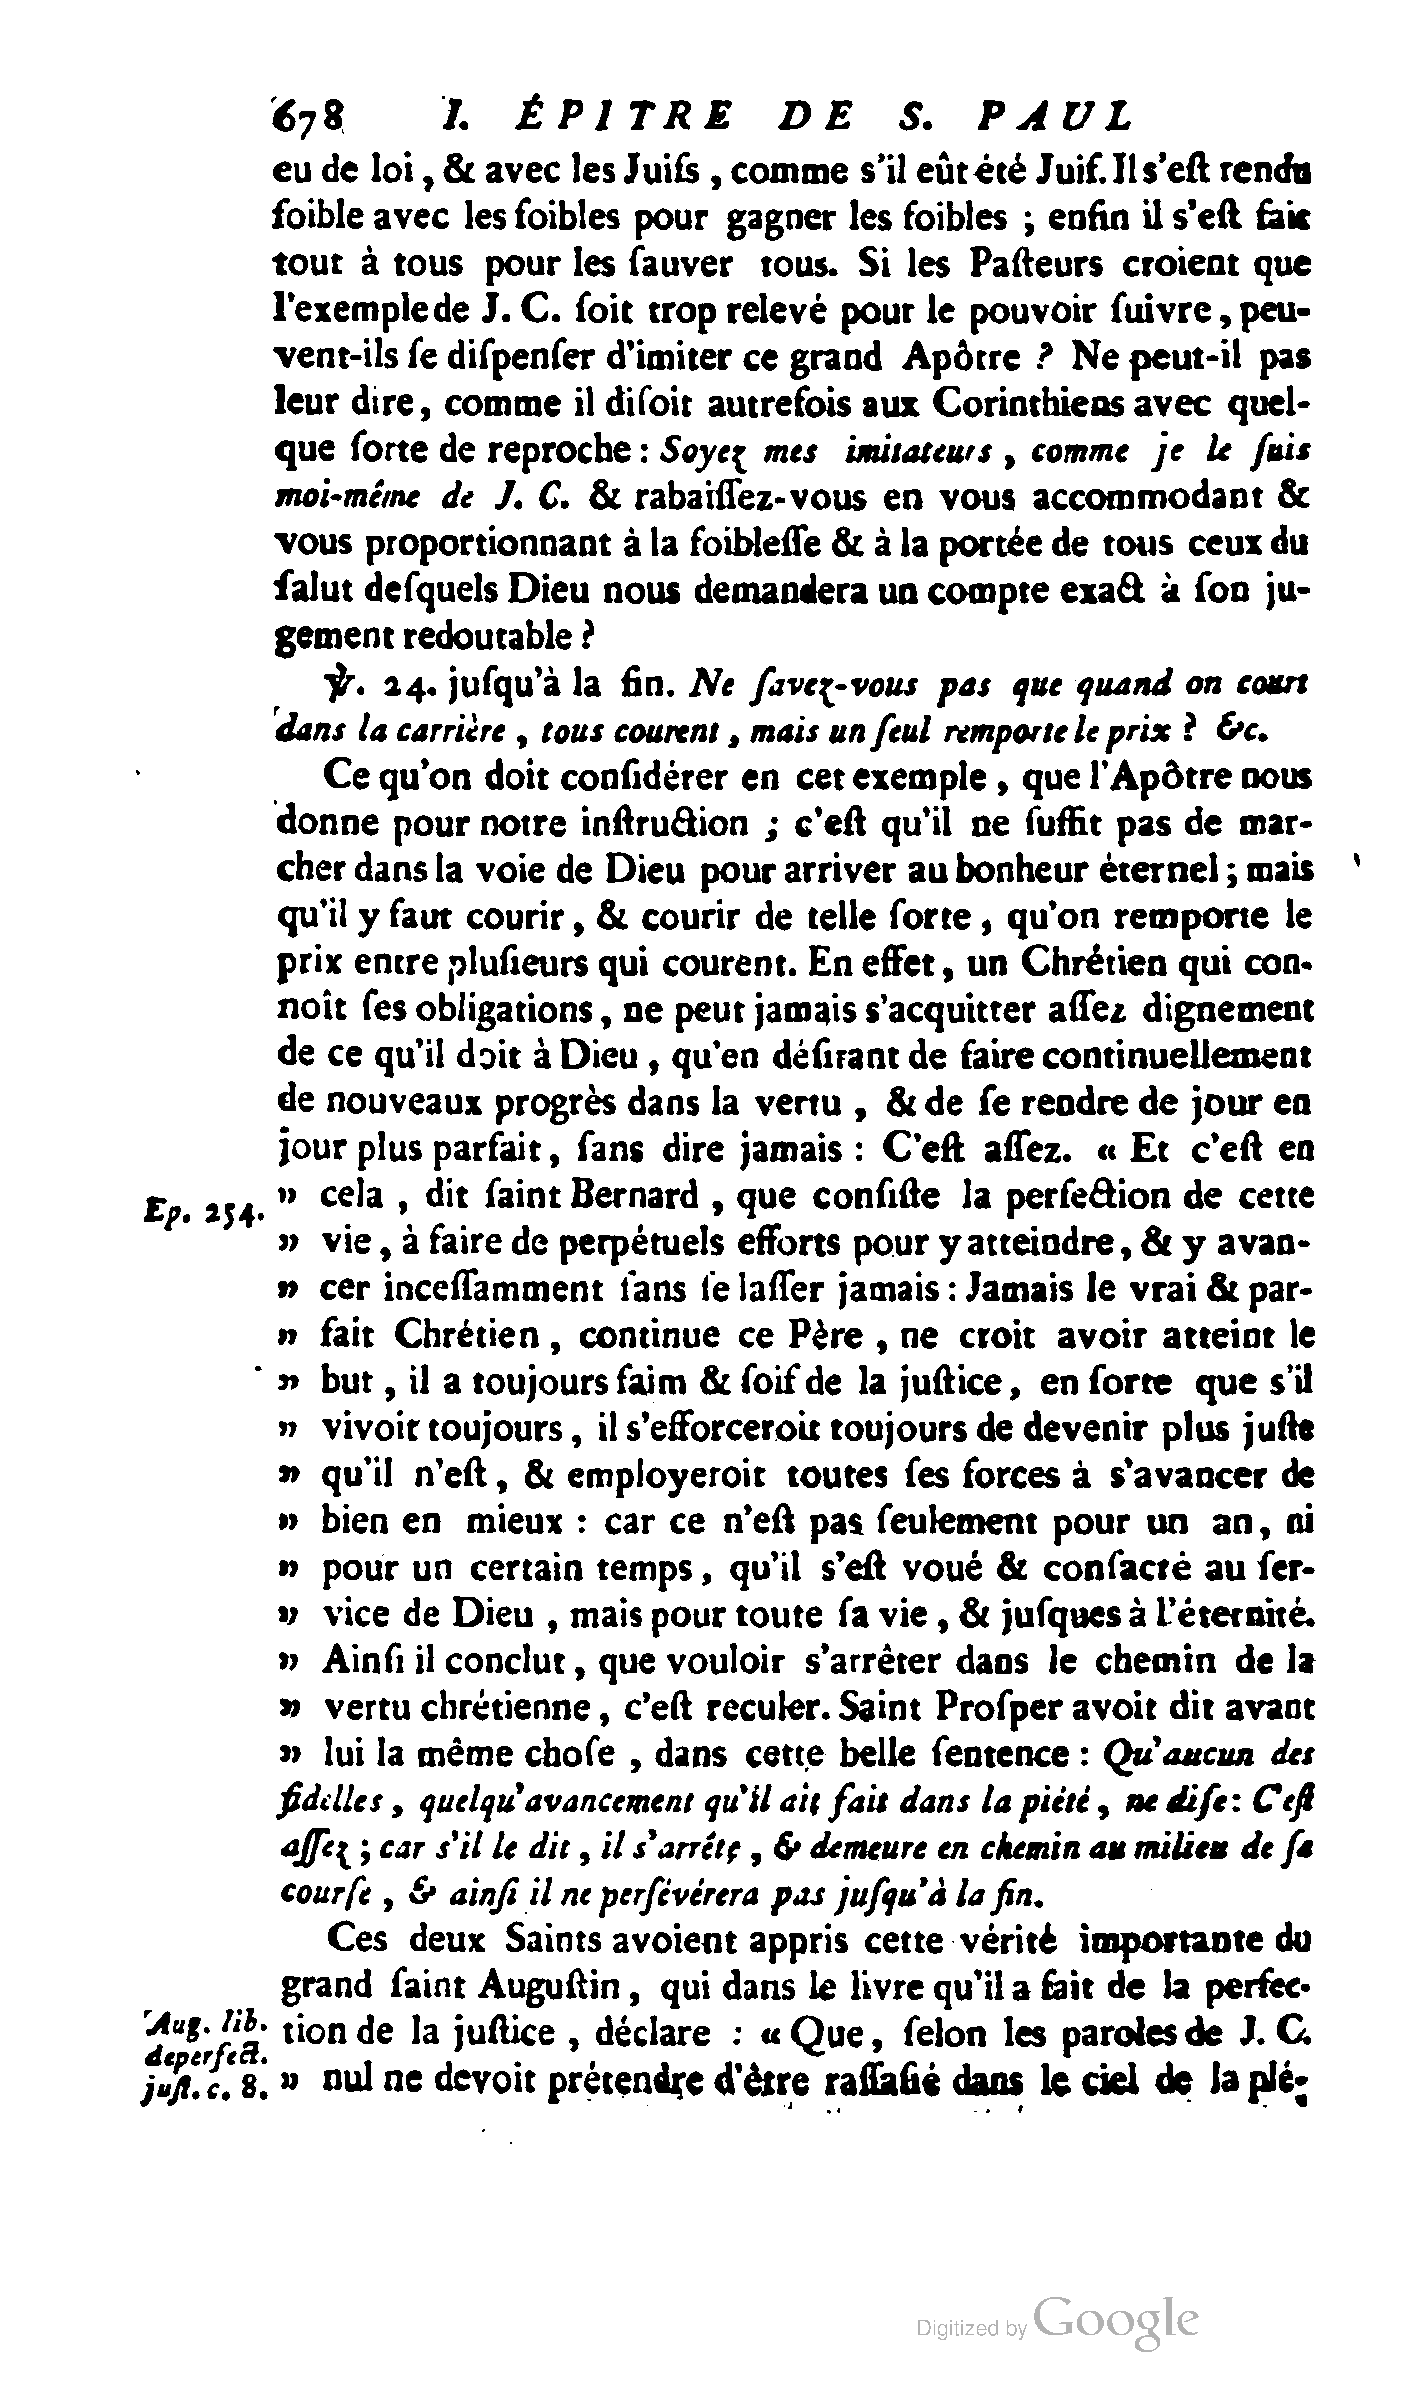 678 I. ÉPITRE DE S. PAUL
eu de loi, & avec les Juifs, comme s'il eût été Juif. Il s'eſt rendu
foible avec les foibles pour gagner les foibles ; enfin il s'eſt fait
tout à tous pour les ſauver tous. Si les Paſteurs croient que
l'exemple de J. C. ſoit trop relevé pour le pouvoir ſuivre, peu-
vent-ils ſe diſpenſer d'imiter ce grand Apôtre ? Ne peut-il pas
leur dire, comme il diſoit autrefois aux Corinthiens avec quel-
que ſorte de reproche : Soyez mes imitateurs, comme je le ſuis
moi-même de J. C. & rabaiſſez-vous en vous accommodant &
vous proportionnant à la foibleſſe & à la portée de tous ceux du
ſalut deſquels Dieu nous demandera un compte exact à ſon ju-
gement redoutable ?
℣. 24. juſqu'à la fin. Ne ſavez-vous pas que quand on court
dans la carrière, tous courent, mais un ſeul remporte le prix ? &c.
Ce qu'on doit conſidérer en cet exemple, que l'Apôtre nous
donne pour notre inſtruction ; c'eſt qu'il ne ſuffit pas de mar-
cher dans la voie de Dieu pour arriver au bonheur éternel ; mais
qu'il y faut courir, & courir de telle ſorte, qu'on remporte le
prix entre pluſieurs qui courent. En effet, un Chrétien qui con-
noît ſes obligations, ne peut jamais s'acquitter aſſez dignement
de ce qu'il doit à Dieu, qu'en déſirant de faire continuellement
de nouveaux progrès dans la vertu, & de ſe rendre de jour en
jour plus parfait, ſans dire jamais : C'eſt aſſez. « Et c'eſt en
Ep. 254. » cela, dit ſaint Bernard, que conſiſte la perfection de cette
» vie, à faire de perpétuels efforts pour y atteindre, & y avan-
» cer inceſſamment ſans ſe laſſer jamais : Jamais le vrai & par-
» fait Chrétien, continue ce Père, ne croit avoir atteint le
» but, il a toujours faim & ſoif de la juſtice, en ſorte que s'il
» vivoit toujours, il s'efforceroit toujours de devenir plus juſte
» qu'il n'eſt, & employeroit toutes ſes forces à s'avancer de
» bien en mieux : car ce n'eſt pas ſeulement pour un an, ni
» pour un certain temps, qu'il s'eſt voué & conſacré au ſer-
» vice de Dieu, mais pour toute ſa vie, & juſques à l'éternité.
» Ainſi il conclut, que vouloir s'arrêter dans le chemin de la
» vertu chrétienne, c'eſt reculer. Saint Proſper avoit dit avant
» lui la même choſe, dans cette belle ſentence : Qu'aucun des
fidelles, quelqu'avancement qu'il ait fait dans la piété, ne diſe : C'eſt
aſſez ; car s'il le dit, il s'arrête, & demeure en chemin au milieu de ſa
courſe, & ainſi il ne perſévérera pas juſqu'à la fin.
Ces deux Saints avoient appris cette vérité importante du
grand ſaint Auguſtin, qui dans le livre qu'il a fait de la perfec-
Aug. lib. tion de la juſtice, déclare : « Que, ſelon les paroles de J. C.
deperfect.
juſt. c. 8. » nul ne devoit prétendre d'être raſſaſié dans le ciel de la plé-
Digitized by Google